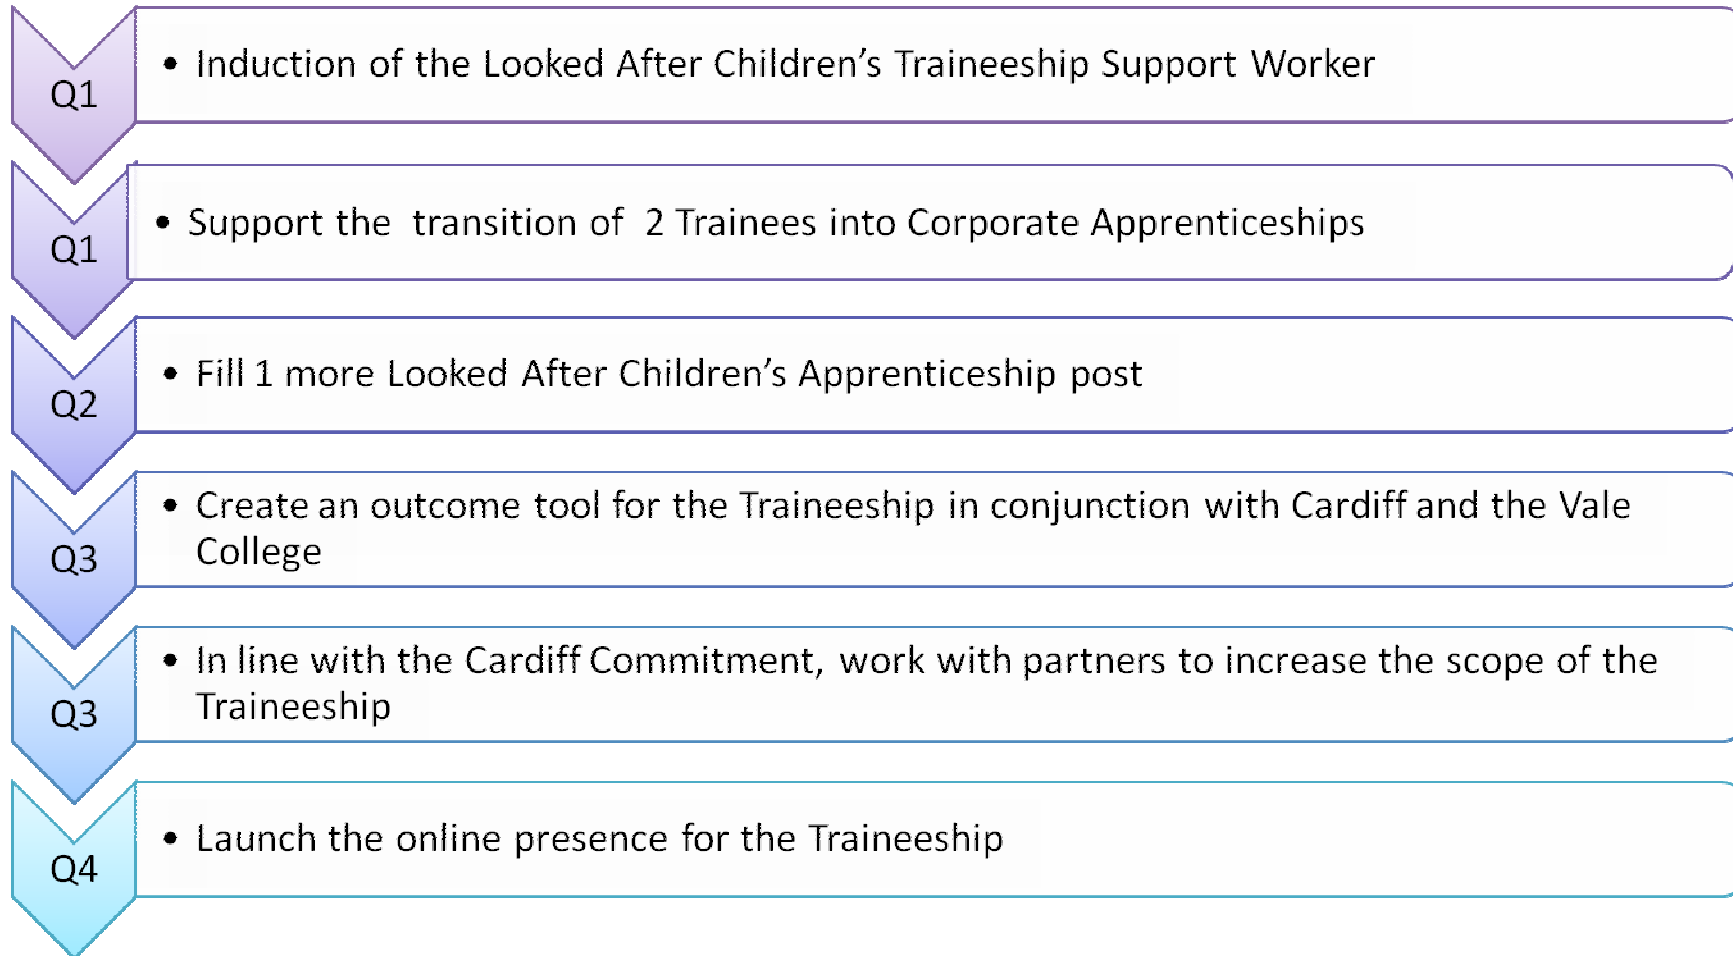 Q1
• Induction of the Looked After Children’s Traineeship Support Worker
Q1
• Support the transition of 2 Trainees into Corporate Apprenticeships
Q2
• Fill 1 more Looked After Children’s Apprenticeship post
Q3
• Create an outcome tool for the Traineeship in conjunction with Cardiff and the Vale
College
Q3
• In line with the Cardiff Commitment, work with partners to increase the scope of the
Traineeship
Q4
• Launch the online presence for the Traineeship